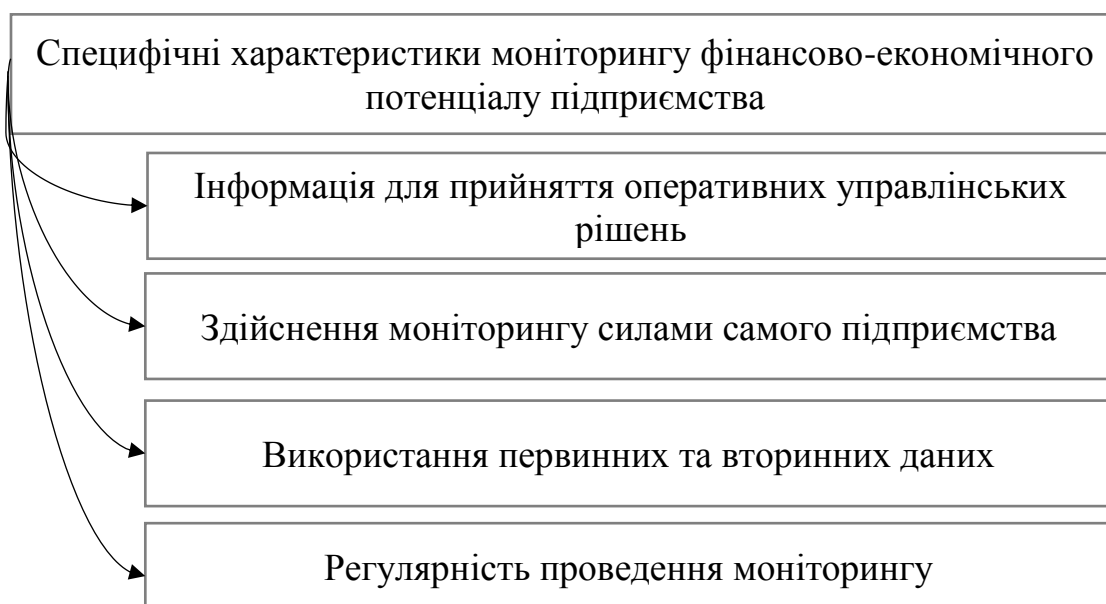 Специфічні характеристики моніторингу фінансово-економічного
потенціалу підприємства
Інформація для прийняття оперативних управлінських
рішень
Здійснення моніторингу силами самого підприємства
Використання первинних та вторинних даних
Регулярність проведення моніторингу